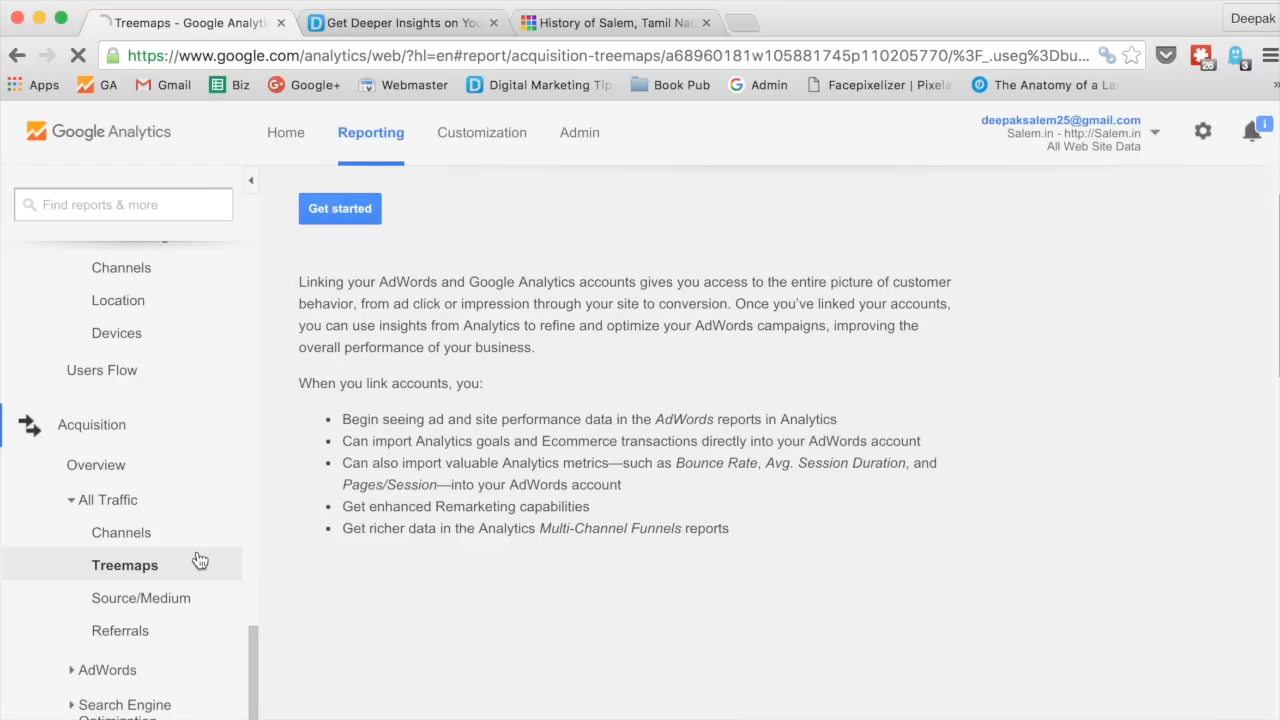 Treemaps - Google Analyti
Get Deeper Insights on You
History of Salem, Tamil Nad
Deepak
https://www.google.com/analytics/web/?hl=en#report/acquisition-treemaps/a68960181w105881745p110205770/%3F_.useg%3Dbu...
26
3
Apps
GA
Gmail
Biz
Google+
Webmaster
Digital Marketing Tip
Book Pub
Admin
Facepixelizer | Pixela
The Anatomy of a La
Google Analytics
Home
Reporting
Customization
Admin
deepaksalem25@gmail.com
Salem.in - http://Salem.in
All Web Site Data
Find reports & more
Channels
Location
Devices
Users Flow
Acquisition
Overview
All Traffic
Channels
Treemaps
Source/Medium
Referrals
AdWords
Search Engine
Get started
Linking your AdWords and Google Analytics accounts gives you access to the entire picture of customer
behavior, from ad click or impression through your site to conversion. Once you've linked your accounts,
you can use insights from Analytics to refine and optimize your AdWords campaigns, improving the
overall performance of your business.
When you link accounts, you:
• Begin seeing ad and site performance data in the AdWords reports in Analytics
• Can import Analytics goals and Ecommerce transactions directly into your AdWords account
• Can also import valuable Analytics metrics—such as Bounce Rate, Avg. Session Duration, and
Pages/Session—into your AdWords account
• Get enhanced Remarketing capabilities
• Get richer data in the Analytics Multi-Channel Funnels reports